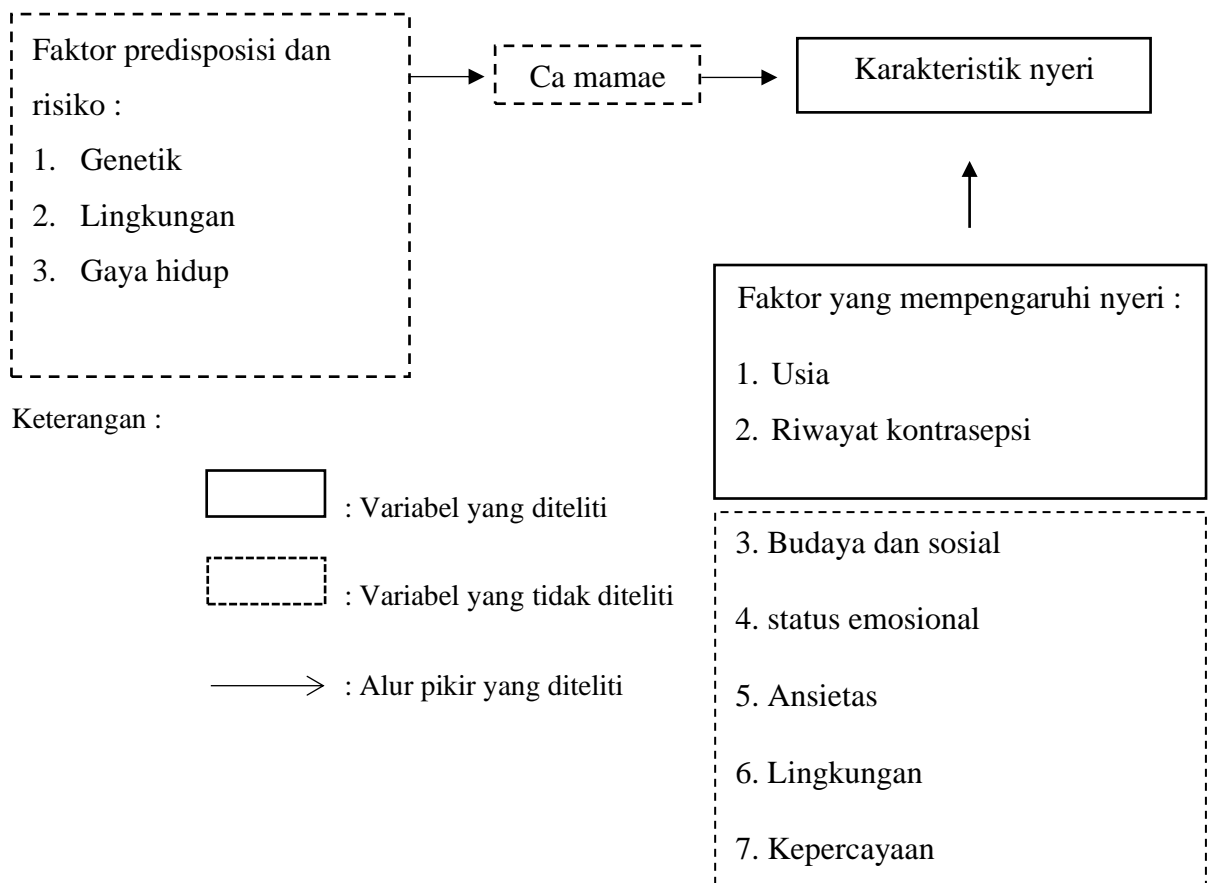 Faktor predisposisi dan
risiko :
1. Genetik
2. Lingkungan
3. Gaya hidup
Ca mamae
Karakteristik nyeri
Faktor yang mempengaruhi nyeri :
1. Usia
2. Riwayat kontrasepsi
3. Budaya dan sosial
4. status emosional
5. Ansietas
6. Lingkungan
7. Kepercayaan
Keterangan :
: Variabel yang diteliti
: Variabel yang tidak diteliti
: Alur pikir yang diteliti